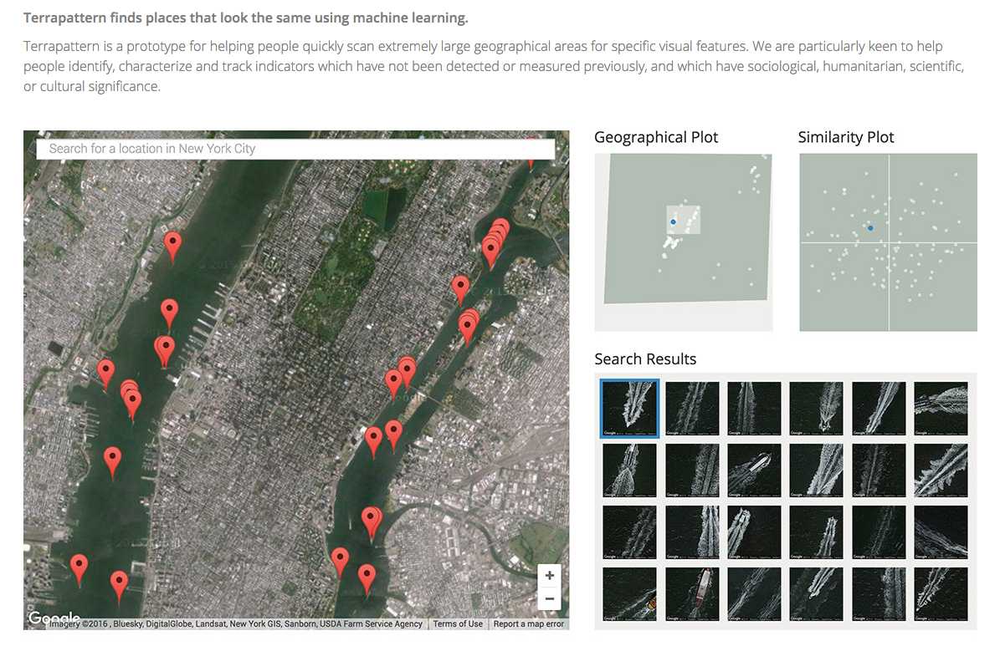 Terrapattern finds places that look the same using machine learning.
Terrapattern is a prototype for helping people quickly scan extremely large geographical areas for specific visual features. We are particularly keen to help
people identify, characterize and track indicators which have not been detected or measured previously, and which have sociological, humanitarian, scientific,
or cultural significance.
Search for a location in New York City
Geographical Plot
Similarity Plot
Search Results
Google
Imagery ©2016 , Bluesky, DigitalGlobe, Landsat, New York GIS, Sanborn, USDA Farm Service Agency
Terms of Use
Report a map error